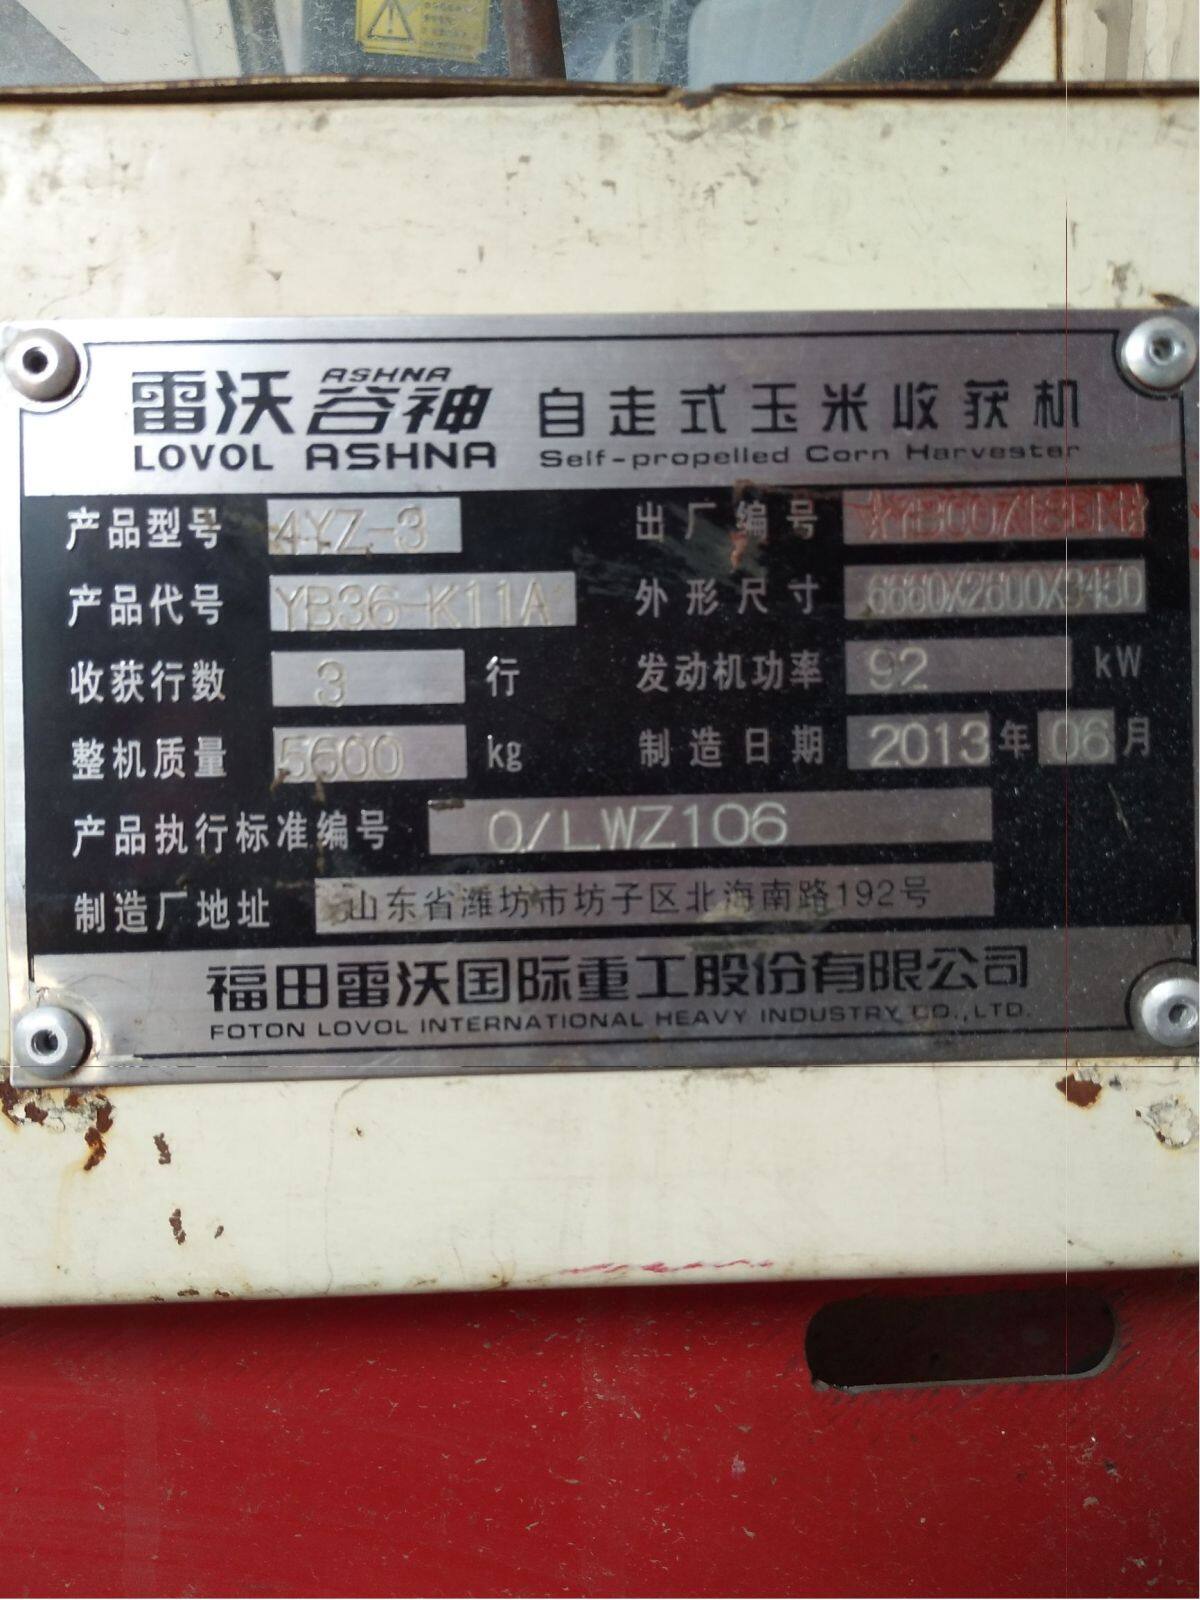 ASHNA
雷沃 谷神 自走式玉米收获机
LOVOL ASHNA Self-propelled Corn Harvester
产品型号 4YZ-3 出厂编号
产品代号 YB36-K11A 外形尺寸 6660X2600X3450
收获行数 3 行 发动机功率 92 kW
整机质量 5600 kg 制造日期 2013 年 06 月
产品执行标准编号 Q/LWZ106
制造厂地址 山东省潍坊市坊子区北海南路192号
福田雷沃国际重工股份有限公司
FOTON LOVOL INTERNATIONAL HEAVY INDUSTRY CO.,LTD.